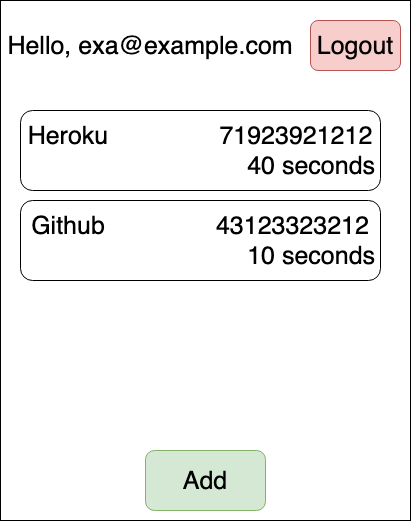 Hello, exa@example.com Logout
Heroku 71923921212
40 seconds
Github 43123323212
10 seconds
Add